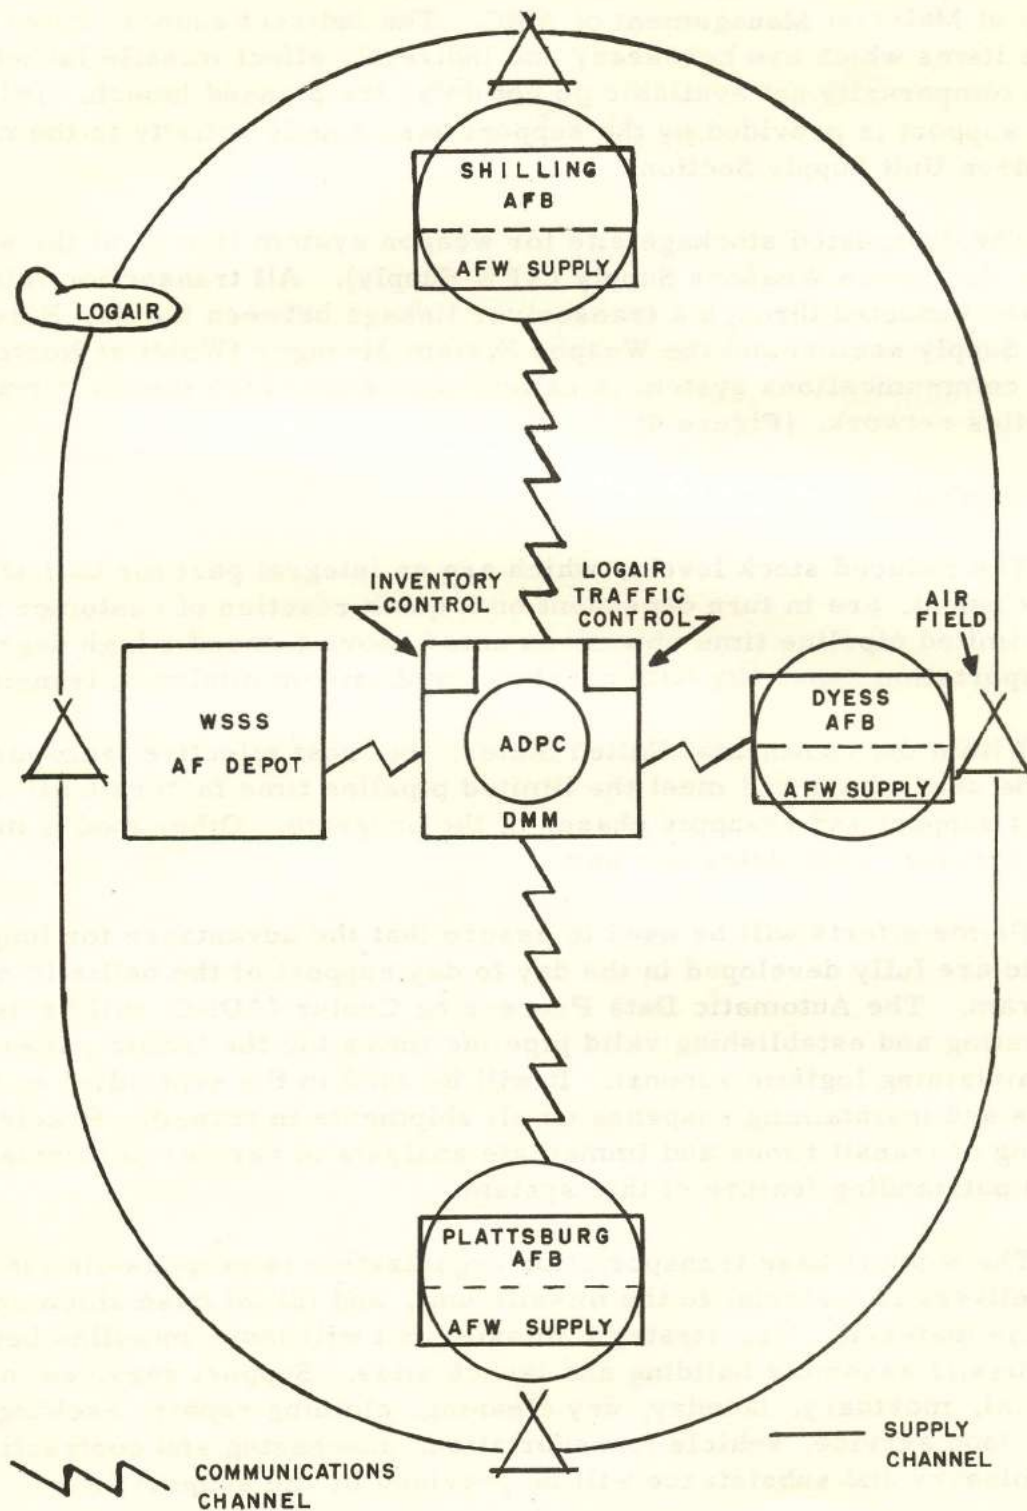 SHILLING
AFB
AFW SUPPLY
LOGAIR
INVENTORY
CONTROL
LOGAIR
TRAFFIC
CONTROL
AIR
FIELD
WSSS
AF DEPOT
ADPC
DMM
DYESS
AFB
AFW SUPPLY
PLATTSBURG
AFB
AFW SUPPLY
COMMUNICATIONS
CHANNEL
SUPPLY
CHANNEL